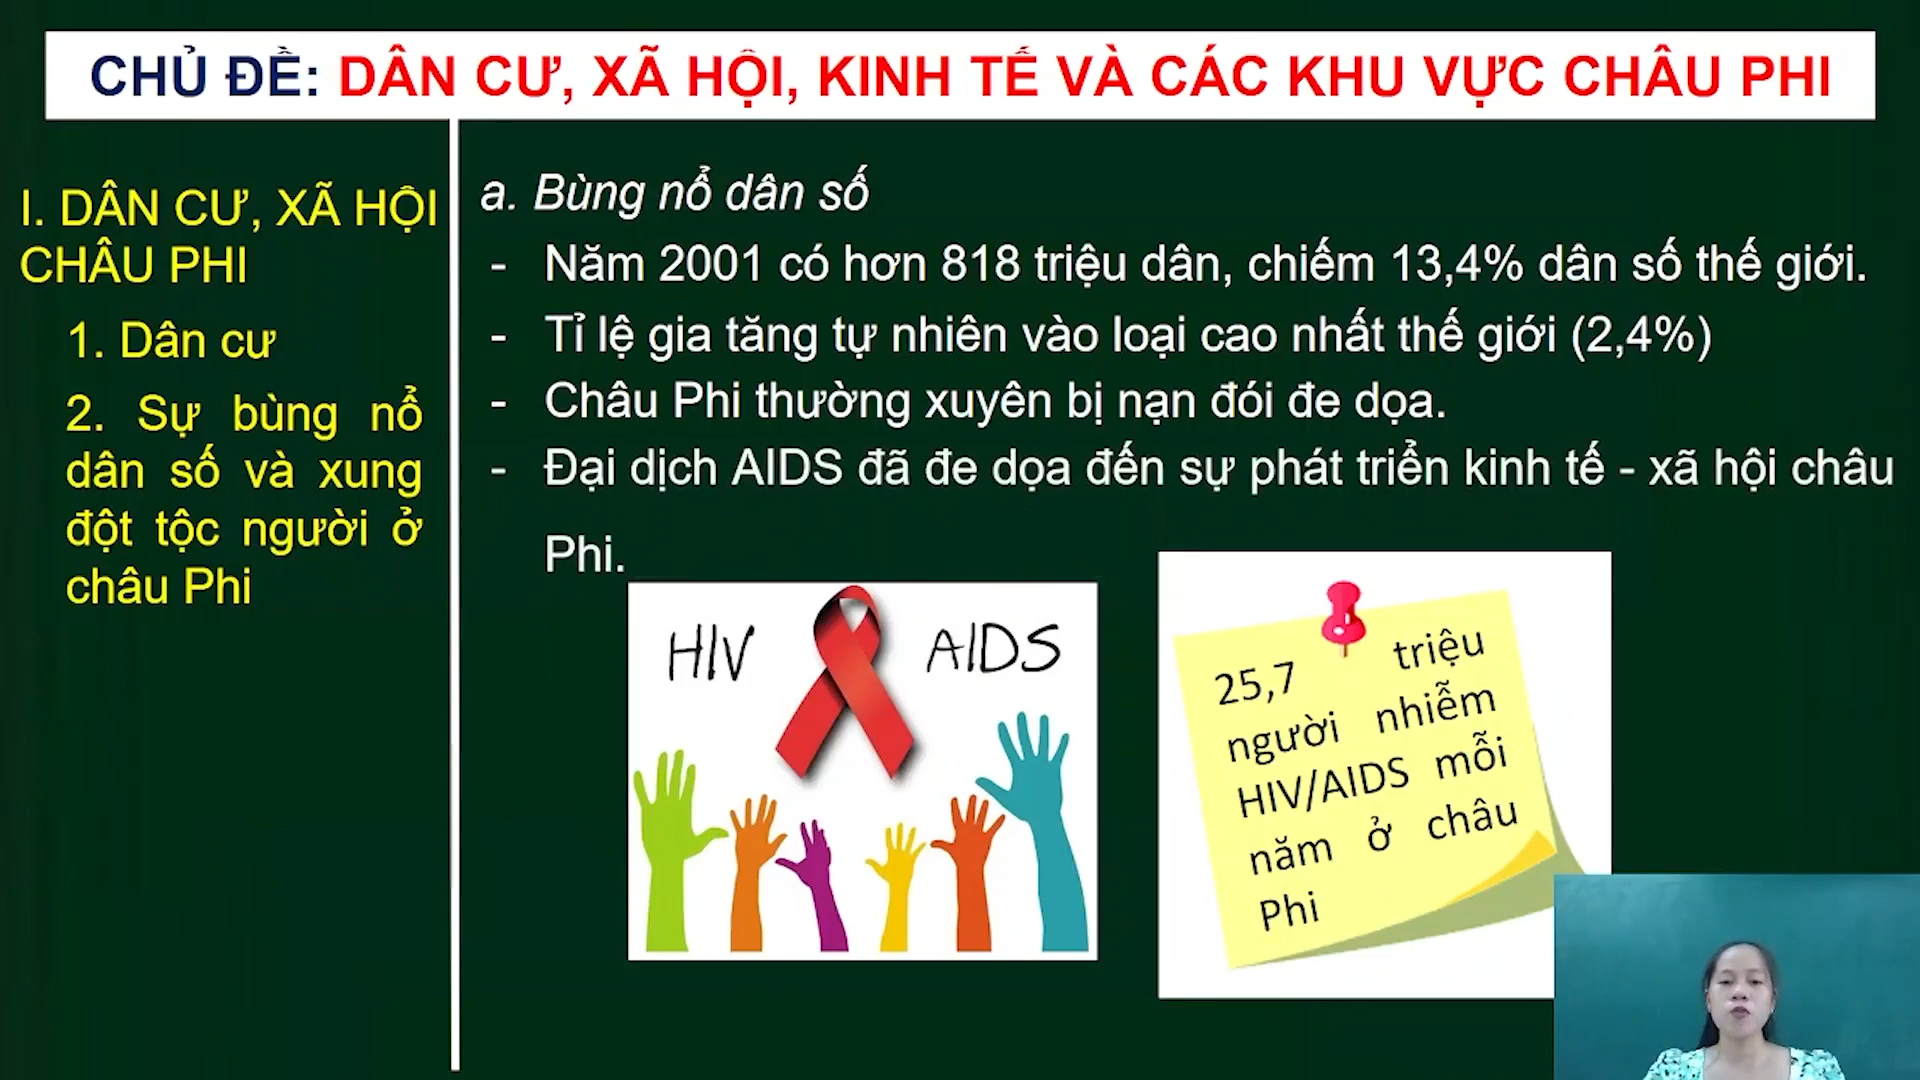 CHỦ ĐỀ: DÂN CƯ, XÃ HỘI, KINH TẾ VÀ CÁC KHU VỰC CHÂU PHI
I. DÂN CƯ, XÃ HỘI
CHÂU PHI
1. Dân cư
2. Sự bùng nổ
dân số và xung
đột tộc người ở
châu Phi
a. Bùng nổ dân số
- Năm 2001 có hơn 818 triệu dân, chiếm 13,4% dân số thế giới.
- Tỉ lệ gia tăng tự nhiên vào loại cao nhất thế giới (2,4%)
- Châu Phi thường xuyên bị nạn đói đe dọa.
- Đại dịch AIDS đã đe dọa đến sự phát triển kinh tế - xã hội châu
Phi.
HIV AIDS
25,7 triệu
người nhiễm
HIV/AIDS mỗi
năm ở châu
Phi